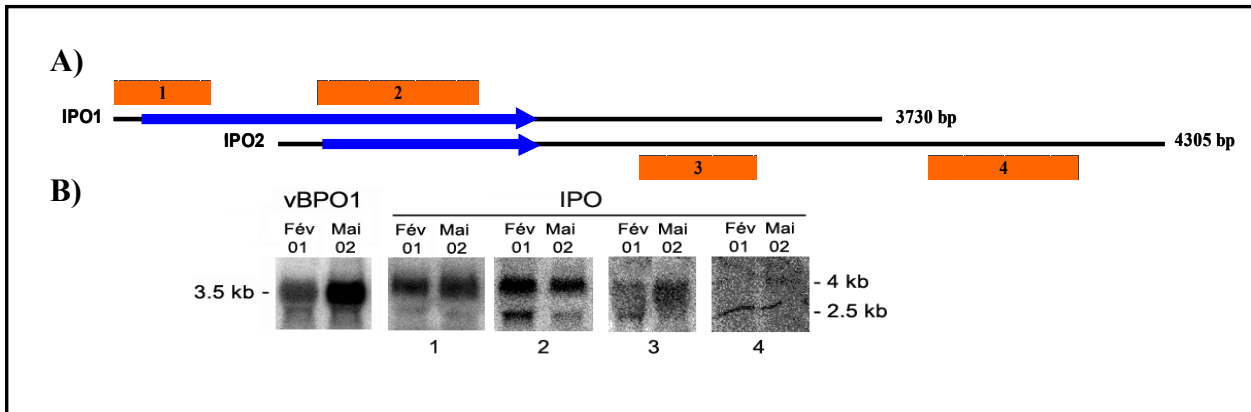 A)
1 2
IPO1 3730 bp
IPO2 4305 bp
3 4
B)
vBPO1 IPO
Fév Mai Fév Mai Fév Mai Fév Mai Fév Mai
01 02 01 02 01 02 01 02 01 02
- 4 kb
3.5 kb -
- 2.5 kb
1 2 3 4